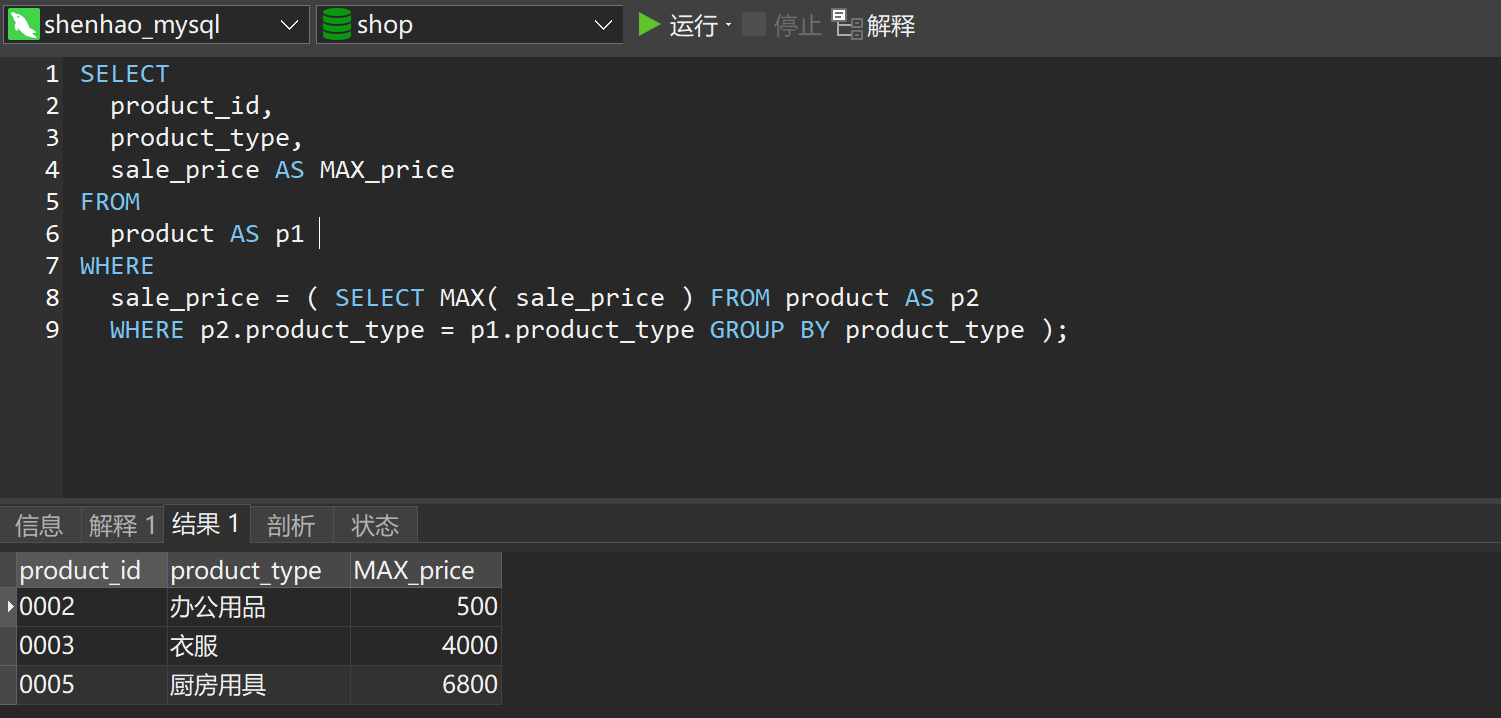 shenhao_mysql shop 运行 停止 解释
1 SELECT
2 product_id,
3 product_type,
4 sale_price AS MAX_price
5 FROM
6 product AS p1
7 WHERE
8 sale_price = ( SELECT MAX( sale_price ) FROM product AS p2
9 WHERE p2.product_type = p1.product_type GROUP BY product_type );
信息 解释 1 结果 1 剖析 状态
product_id product_type MAX_price
0002 办公用品 500
0003 衣服 4000
0005 厨房用具 6800